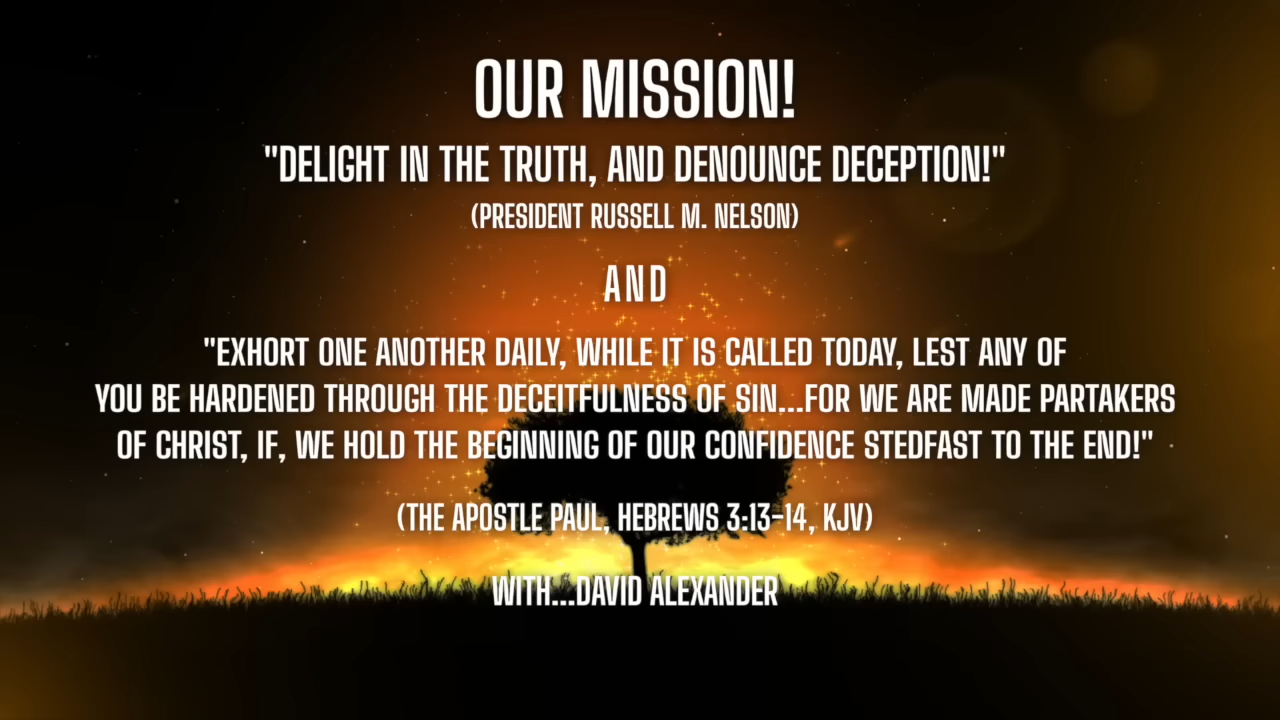 OUR MISSION!
"DELIGHT IN THE TRUTH, AND DENOUNCE DECEPTION!"
(PRESIDENT RUSSELL M. NELSON)
AND
"EXHORT ONE ANOTHER DAILY, WHILE IT IS CALLED TODAY, LEST ANY OF
YOU BE HARDENED THROUGH THE DECEITFULNESS OF SIN...FOR WE ARE MADE PARTAKERS
OF CHRIST, IF, WE HOLD THE BEGINNING OF OUR CONFIDENCE STEDFAST TO THE END!"
(THE APOSTLE PAUL, HEBREWS 3:13-14, KJV)
WITH...DAVID ALEXANDER